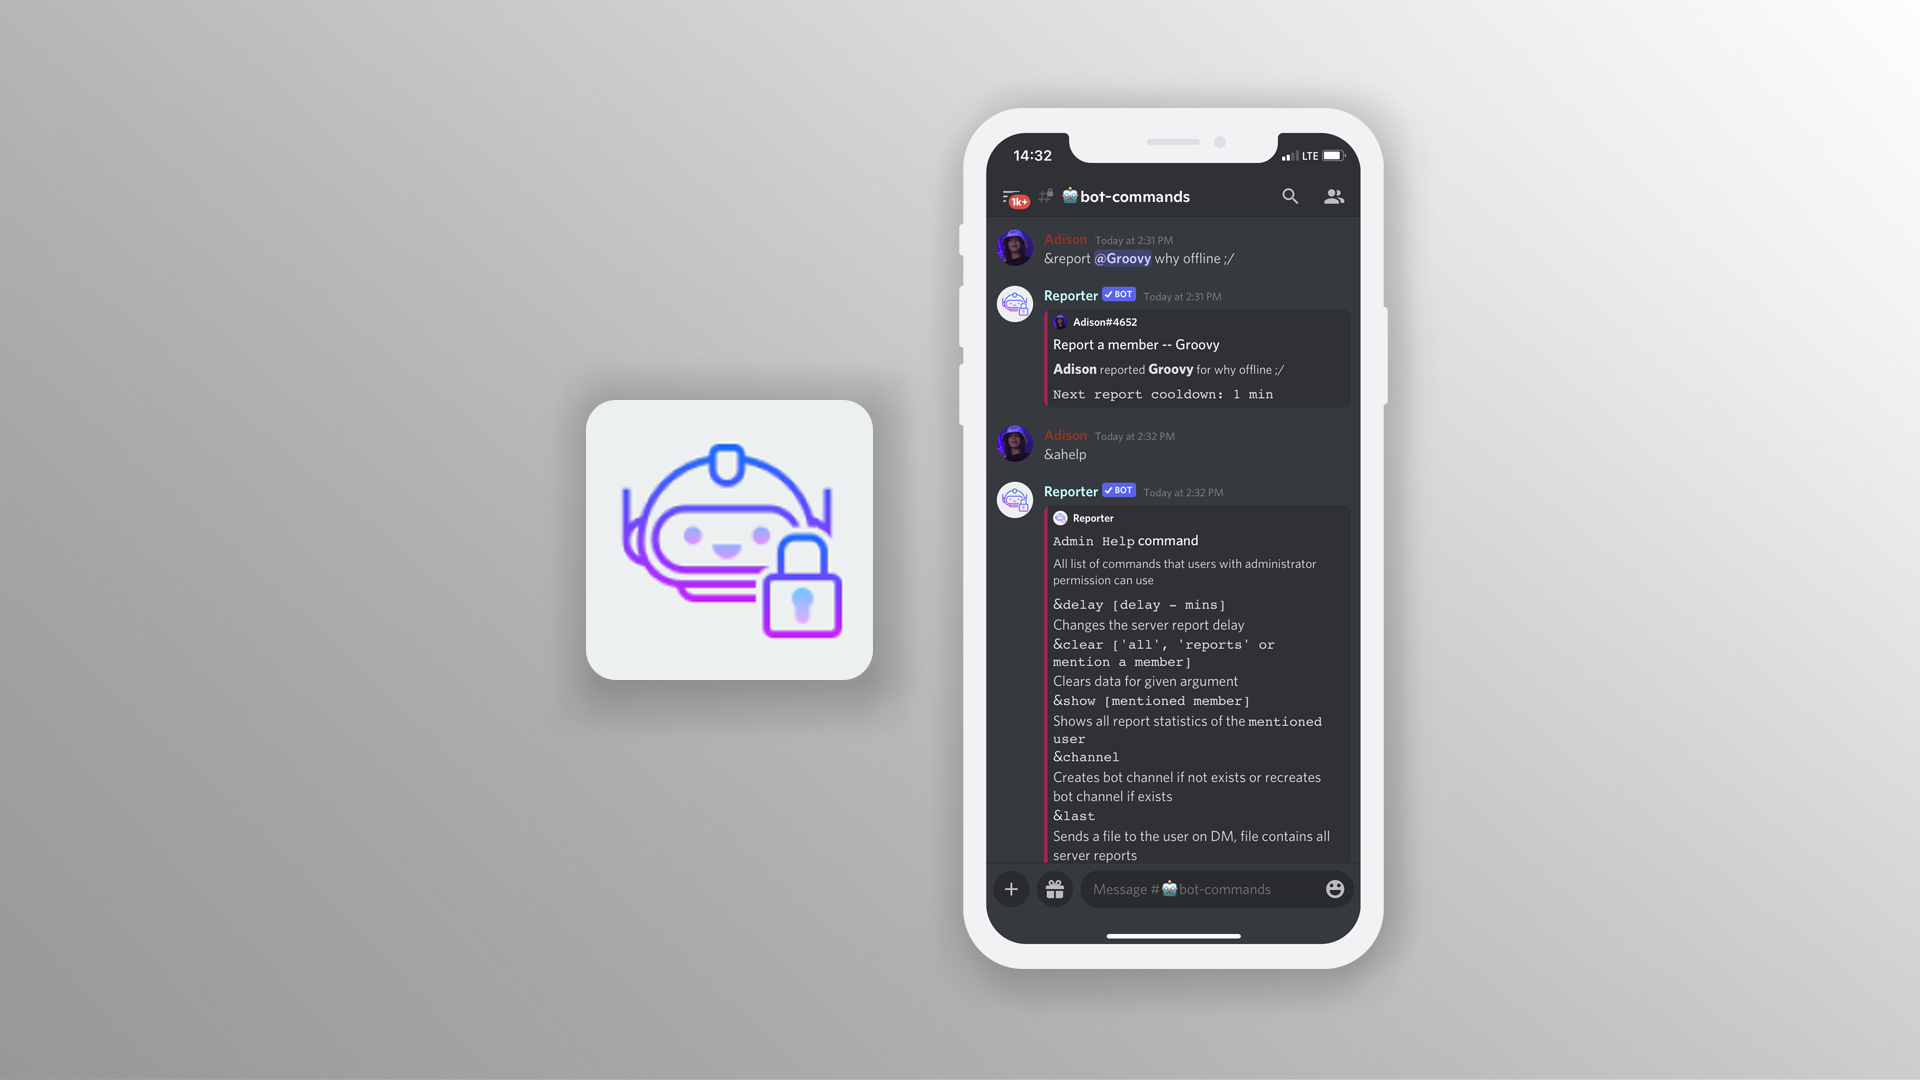 14:32
LTE
1k+
bot-commands
Adison Today at 2:31 PM
&report @Groovy why offline ;/
Reporter ✓ BOT Today at 2:31 PM
Adison#4652
Report a member -- Groovy
Adison reported Groovy for why offline ;/
Next report cooldown: 1 min
Adison Today at 2:32 PM
&ahelp
Reporter ✓ BOT Today at 2:32 PM
Reporter
Admin Help command
All list of commands that users with administrator
permission can use
&delay [delay - mins]
Changes the server report delay
&clear ['all', 'reports' or
mention a member]
Clears data for given argument
&show [mentioned member]
Shows all report statistics of the mentioned
user
&channel
Creates bot channel if not exists or recreates
bot channel if exists
&last
Sends a file to the user on DM, file contains all
server reports
Message #🤖bot-commands